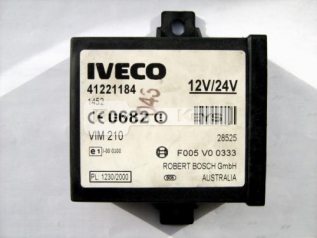 IVECO
41221184 12V/24V
1452
CE 0682
VIM 210 28525
e1 F005 V0 0333
ROBERT BOSCH GmbH
PL. 1230/2000 AUSTRALIA